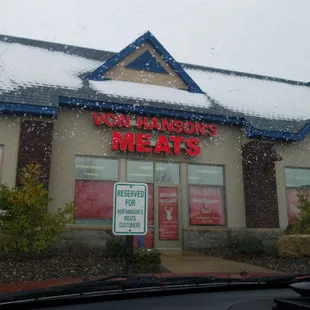 VON HANSON'S
MEATS
RESERVED
FOR
VON HANSON'S
MEATS
CUSTOMERS